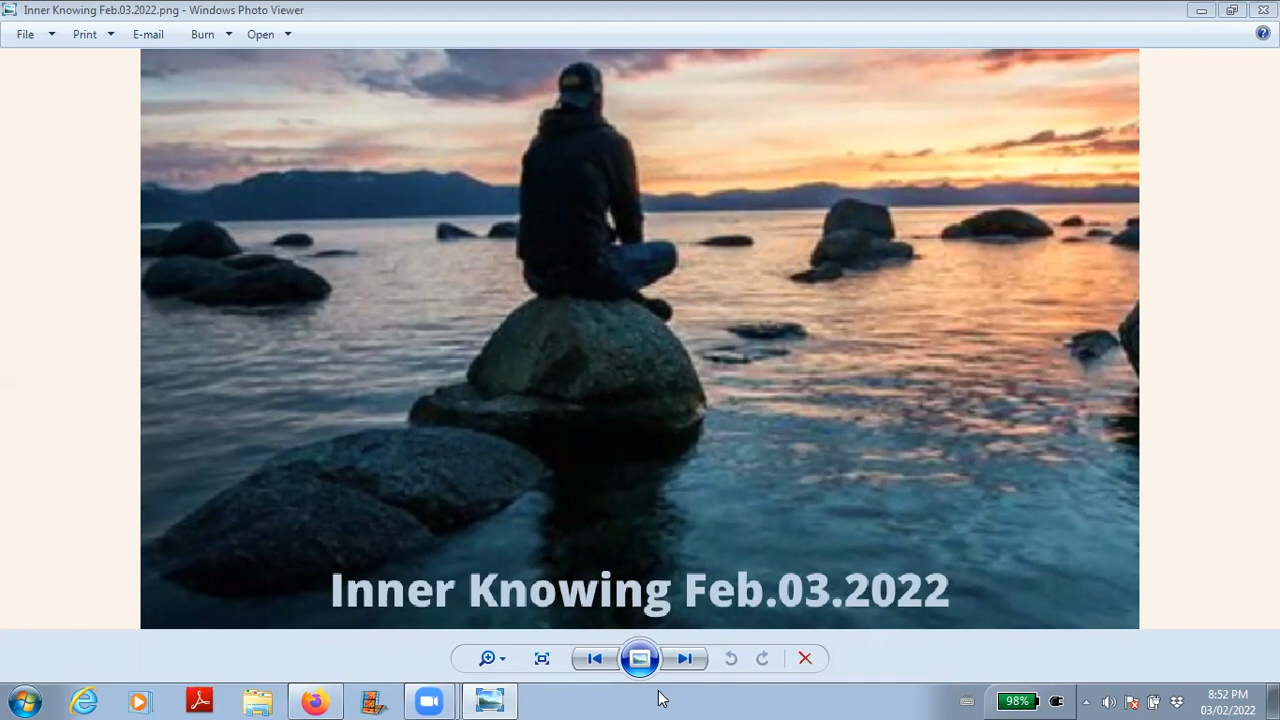 Inner Knowing Feb.03.2022.png - Windows Photo Viewer
File Print E-mail Burn Open
Inner Knowing Feb.03.2022
98%
8:52 PM
03/02/2022